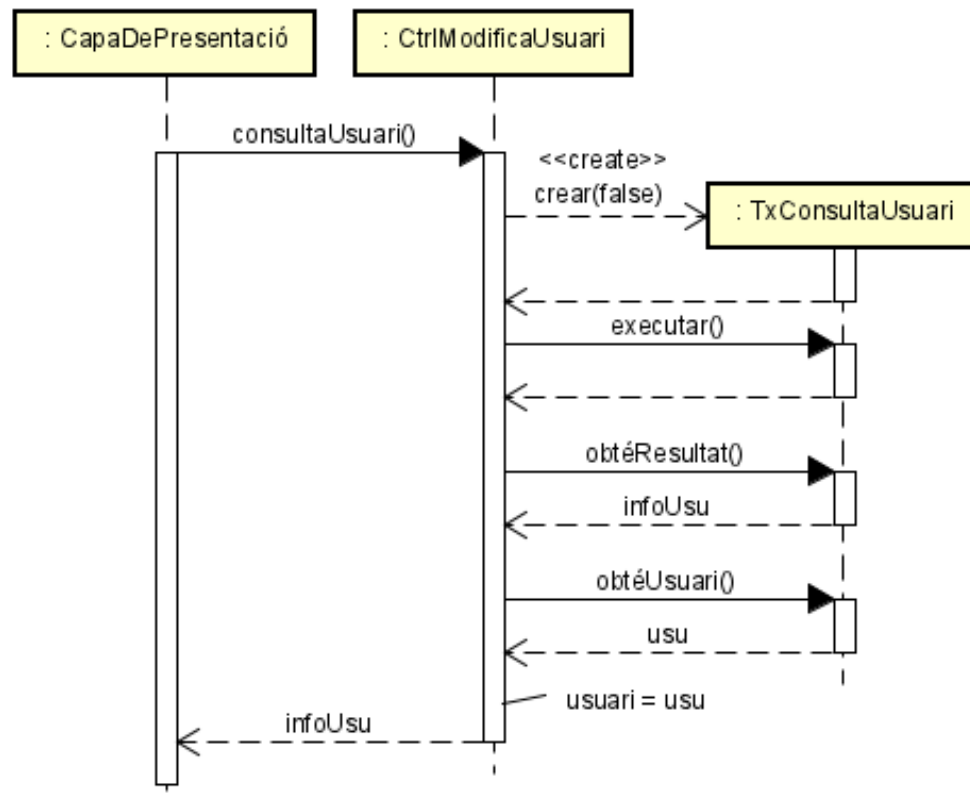 : CapaDePresentació
: CtrlModificaUsuari
consultaUsuari()
<<create>>
crear(false)
: TxConsultaUsuari
executar()
obtéResultat()
infoUsu
obtéUsuari()
usu
usuari = usu
infoUsu